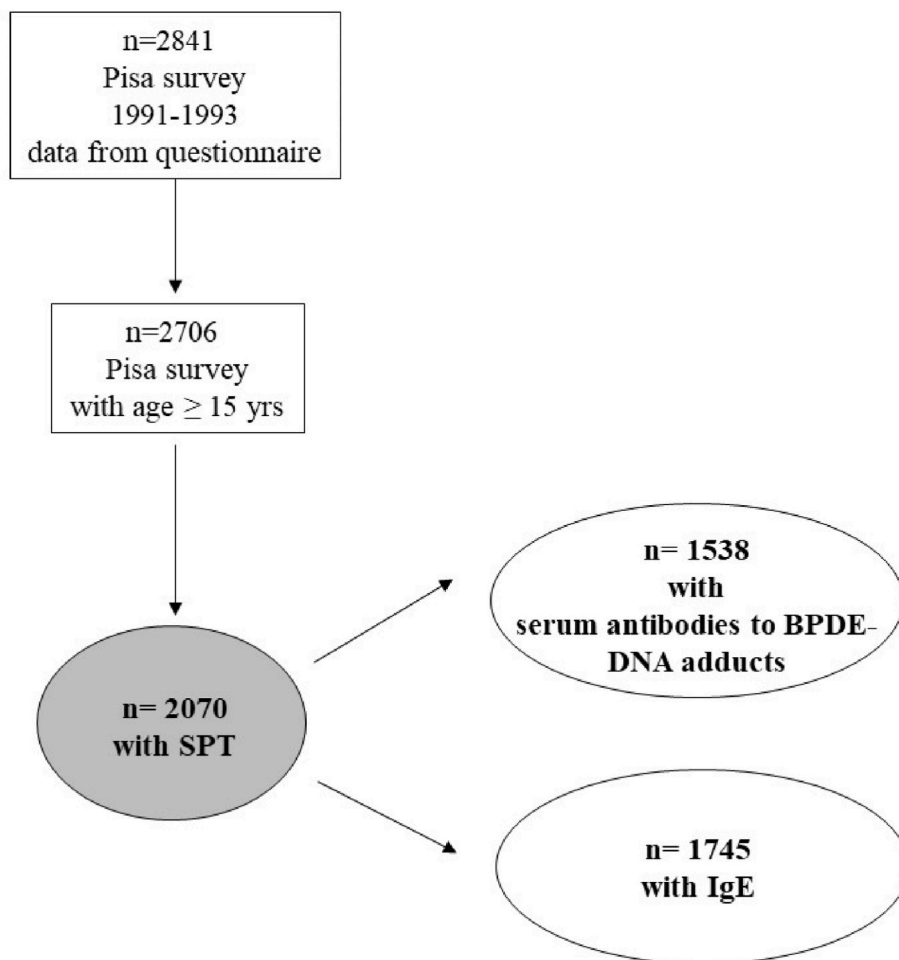 n=2841
Pisa survey
1991-1993
data from questionnaire
n=2706
Pisa survey
with age ≥ 15 yrs
n= 2070
with SPT
n= 1538
with
serum antibodies to BPDE-
DNA adducts
n= 1745
with IgE